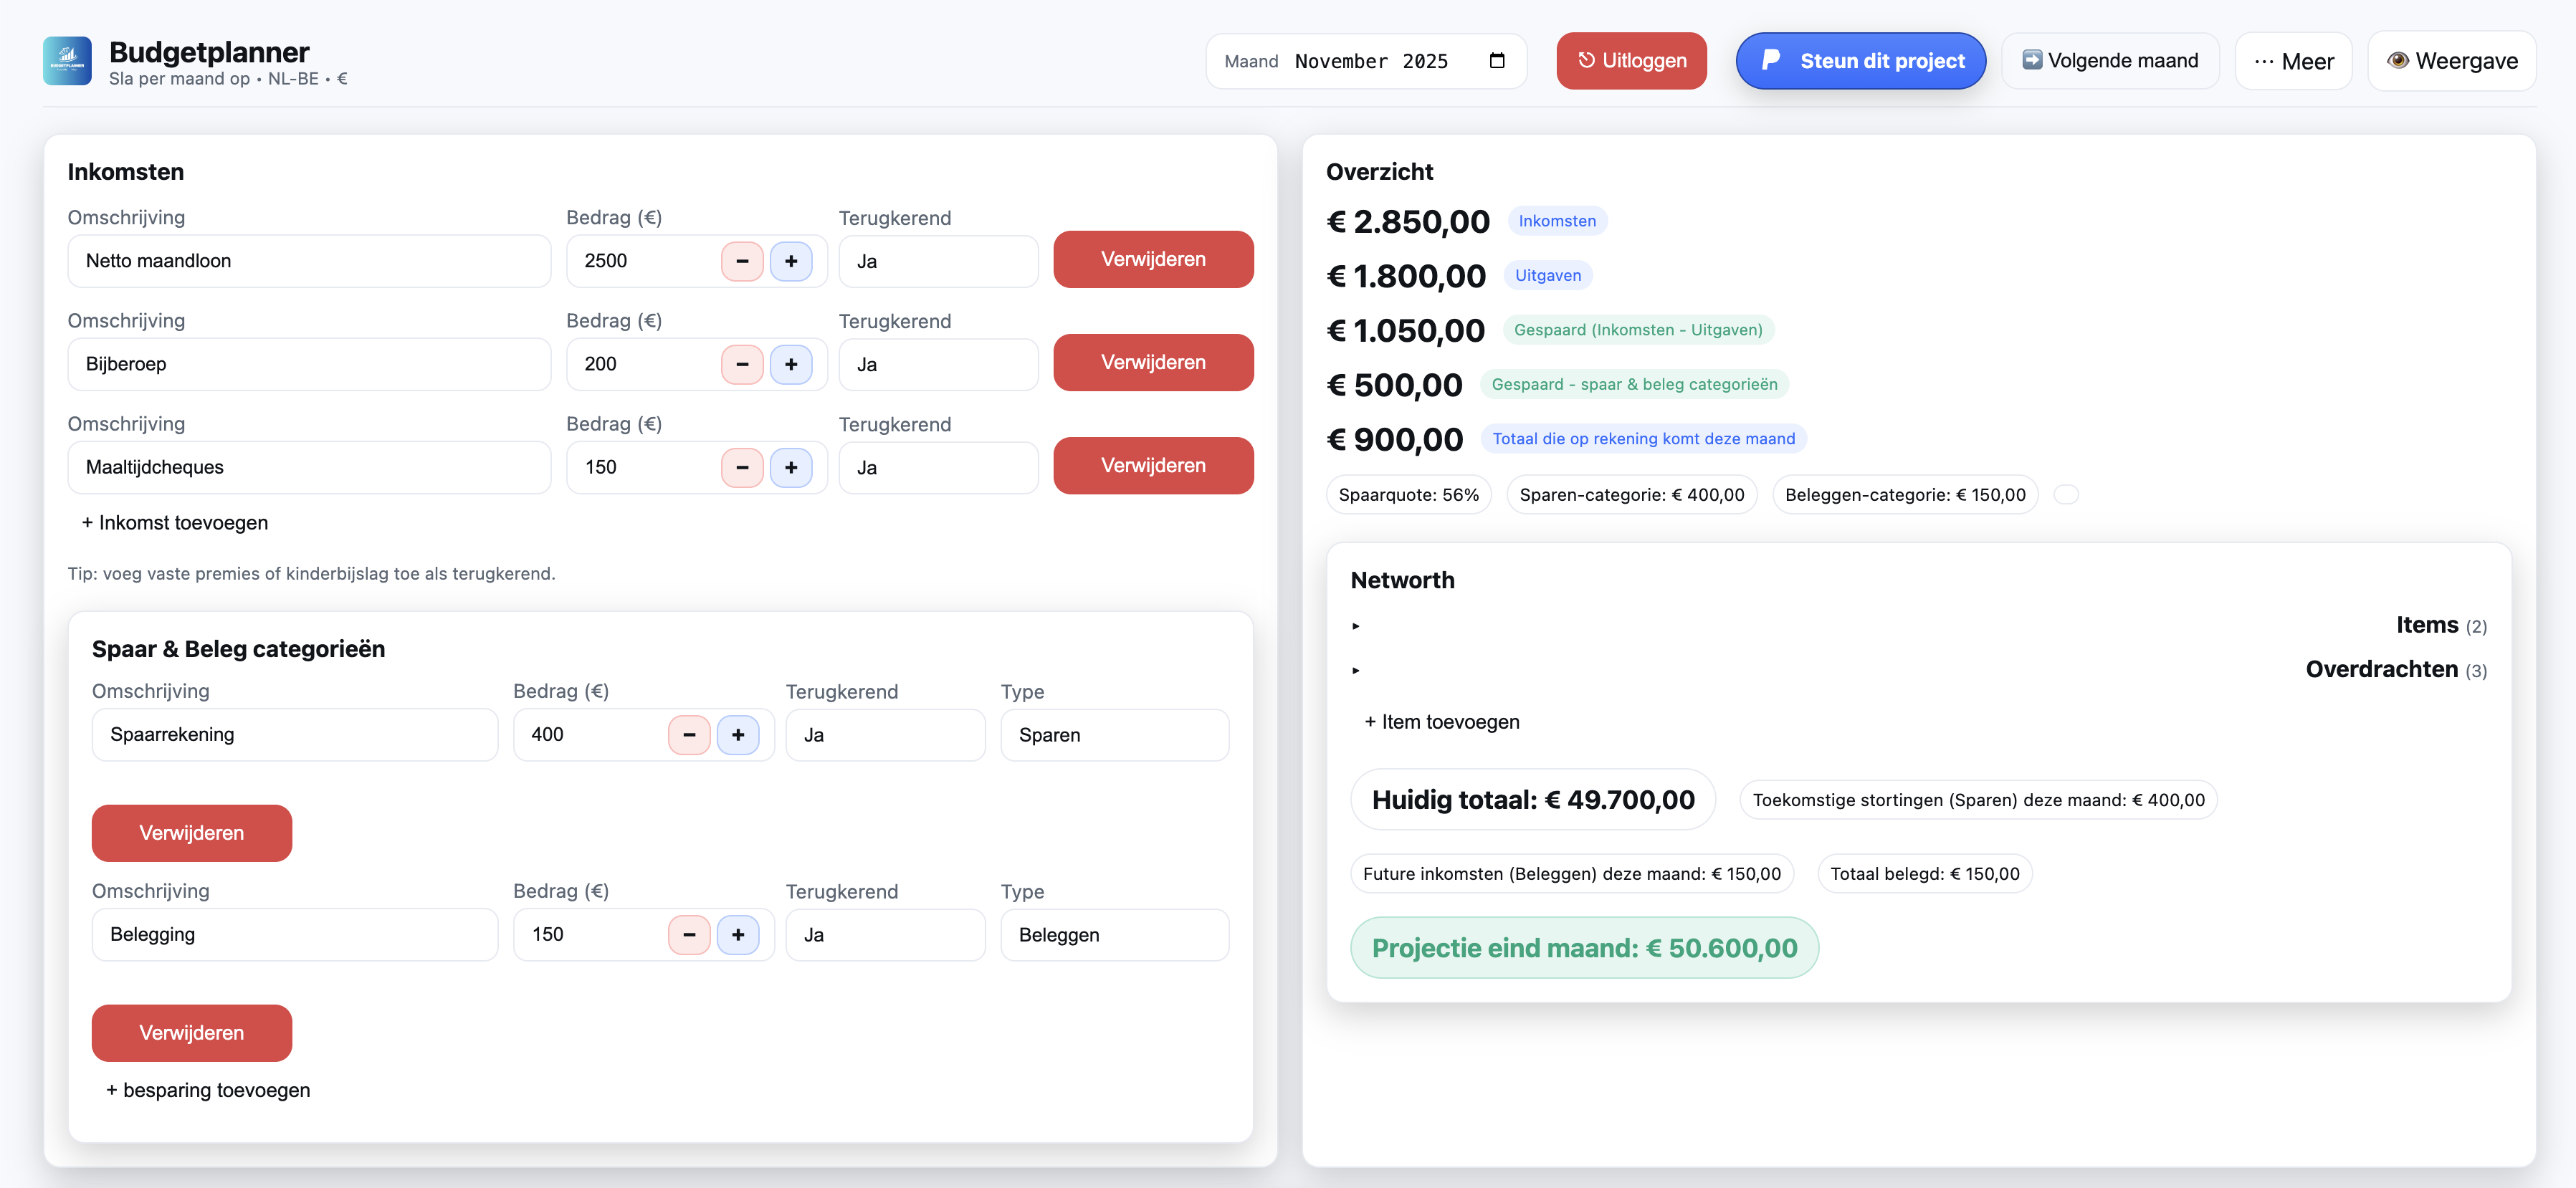 Budgetplanner
Sla per maand op • NL-BE • €
Maand November 2025
Uitloggen
Steun dit project
Volgende maand
··· Meer
Weergave
Inkomsten
Omschrijving Bedrag (€) Terugkerend
Netto maandloon 2500 − + Ja Verwijderen
Omschrijving Bedrag (€) Terugkerend
Bijberoep 200 − + Ja Verwijderen
Omschrijving Bedrag (€) Terugkerend
Maaltijdcheques 150 − + Ja Verwijderen
+ Inkomst toevoegen
Tip: voeg vaste premies of kinderbijslag toe als terugkerend.
Spaar & Beleg categorieën
Omschrijving Bedrag (€) Terugkerend Type
Spaarrekening 400 − + Ja Sparen
Verwijderen
Omschrijving Bedrag (€) Terugkerend Type
Belegging 150 − + Ja Beleggen
Verwijderen
+ besparing toevoegen
Overzicht
€ 2.850,00 Inkomsten
€ 1.800,00 Uitgaven
€ 1.050,00 Gespaard (Inkomsten - Uitgaven)
€ 500,00 Gespaard - spaar & beleg categorieën
€ 900,00 Totaal die op rekening komt deze maand
Spaarquote: 56% Sparen-categorie: € 400,00 Beleggen-categorie: € 150,00
Networth
▸ Items (2)
▸ Overdrachten (3)
+ Item toevoegen
Huidig totaal: € 49.700,00 Toekomstige stortingen (Sparen) deze maand: € 400,00
Future inkomsten (Beleggen) deze maand: € 150,00 Totaal belegd: € 150,00
Projectie eind maand: € 50.600,00